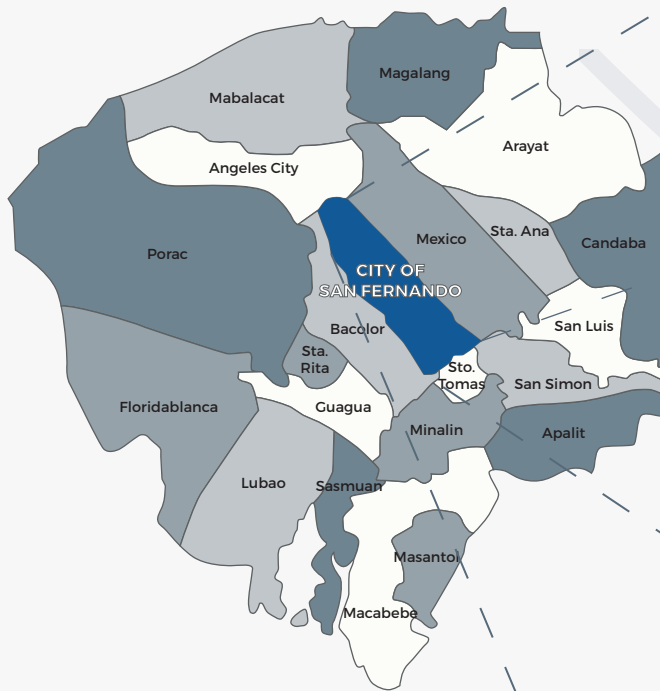 Magalang
Mabalacat
Arayat
Angeles City
Sta. Ana
Mexico
Candaba
Porac
CITY OF
SAN FERNANDO
San Luis
Bacolor
Sta.
Rita
Sto.
Tomas
San Simon
Floridablanca
Guagua
Minalin
Apalit
Lubao
Sasmuan
Masantol
Macabebe